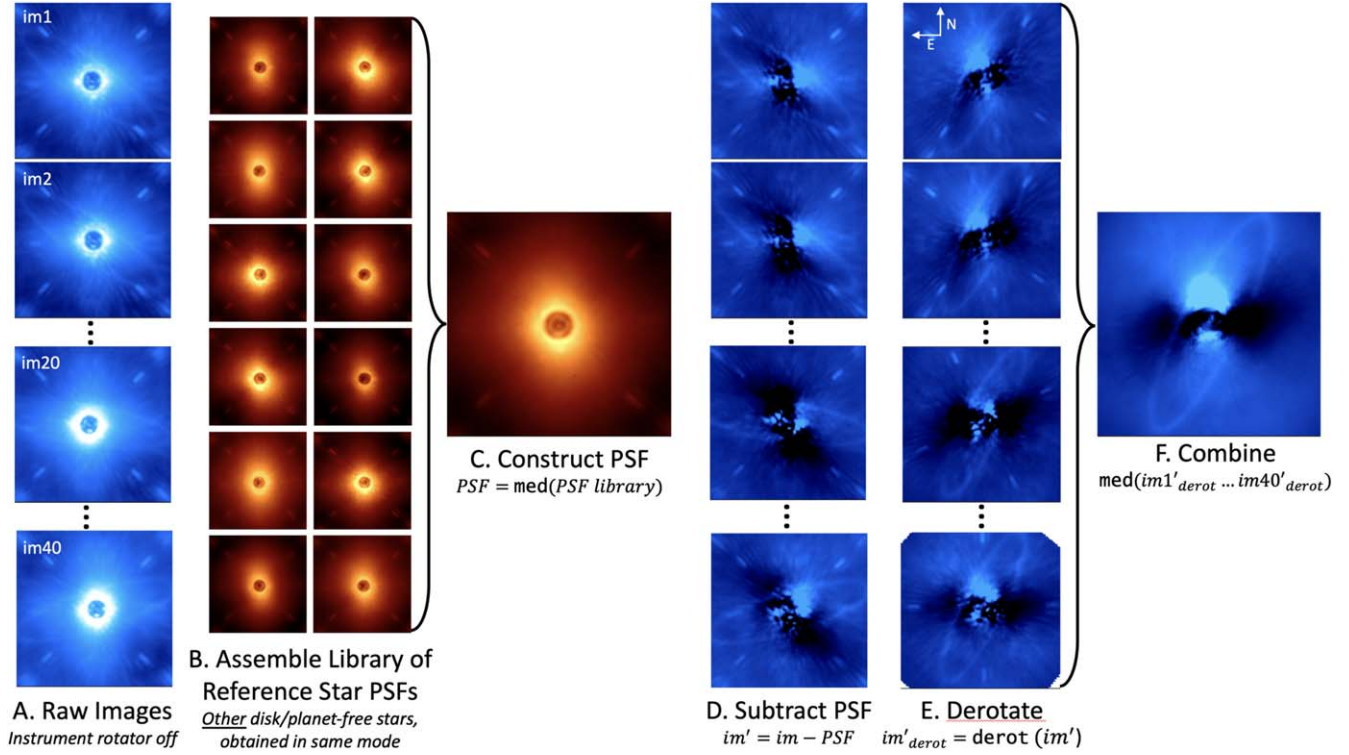 im1
im2
im20
im40
A. Raw Images
Instrument rotator off
B. Assemble Library of
Reference Star PSFs
Other disk/planet-free stars,
obtained in same mode
C. Construct PSF
PSF = med(PSF library)
D. Subtract PSF
im′ = im − PSF
N
E
E. Derotate
im′derot = derot (im′)
F. Combine
med(im1′derot … im40′derot)